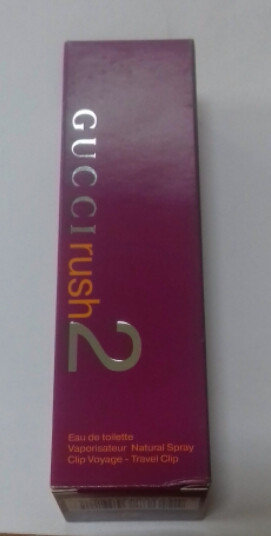 GUCCI rush 2
Eau de toilette
Vaporisateur Natural Spray
Clip Voyage - Travel Clip